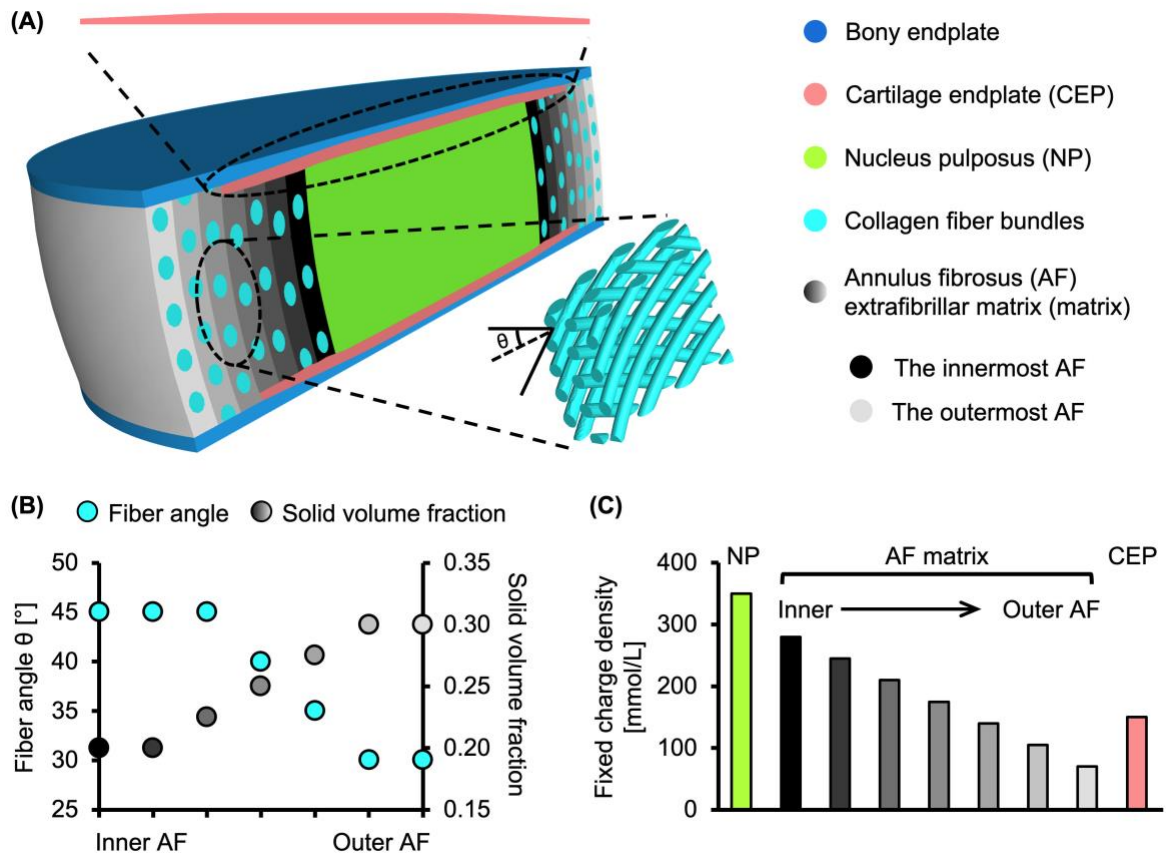 (A)
Bony endplate
Cartilage endplate (CEP)
Nucleus pulposus (NP)
Collagen fiber bundles
Annulus fibrosus (AF)
extrafibrillar matrix (matrix)
The innermost AF
The outermost AF
θ
(B)
Fiber angle
Solid volume fraction
Fiber angle θ [°]
50
45
40
35
30
25
0.35
0.30
0.25
0.20
0.15
Solid volume fraction
Inner AF
Outer AF
(C)
Fixed charge density
[mmol/L]
400
300
200
100
0
NP
AF matrix
CEP
Inner
Outer AF